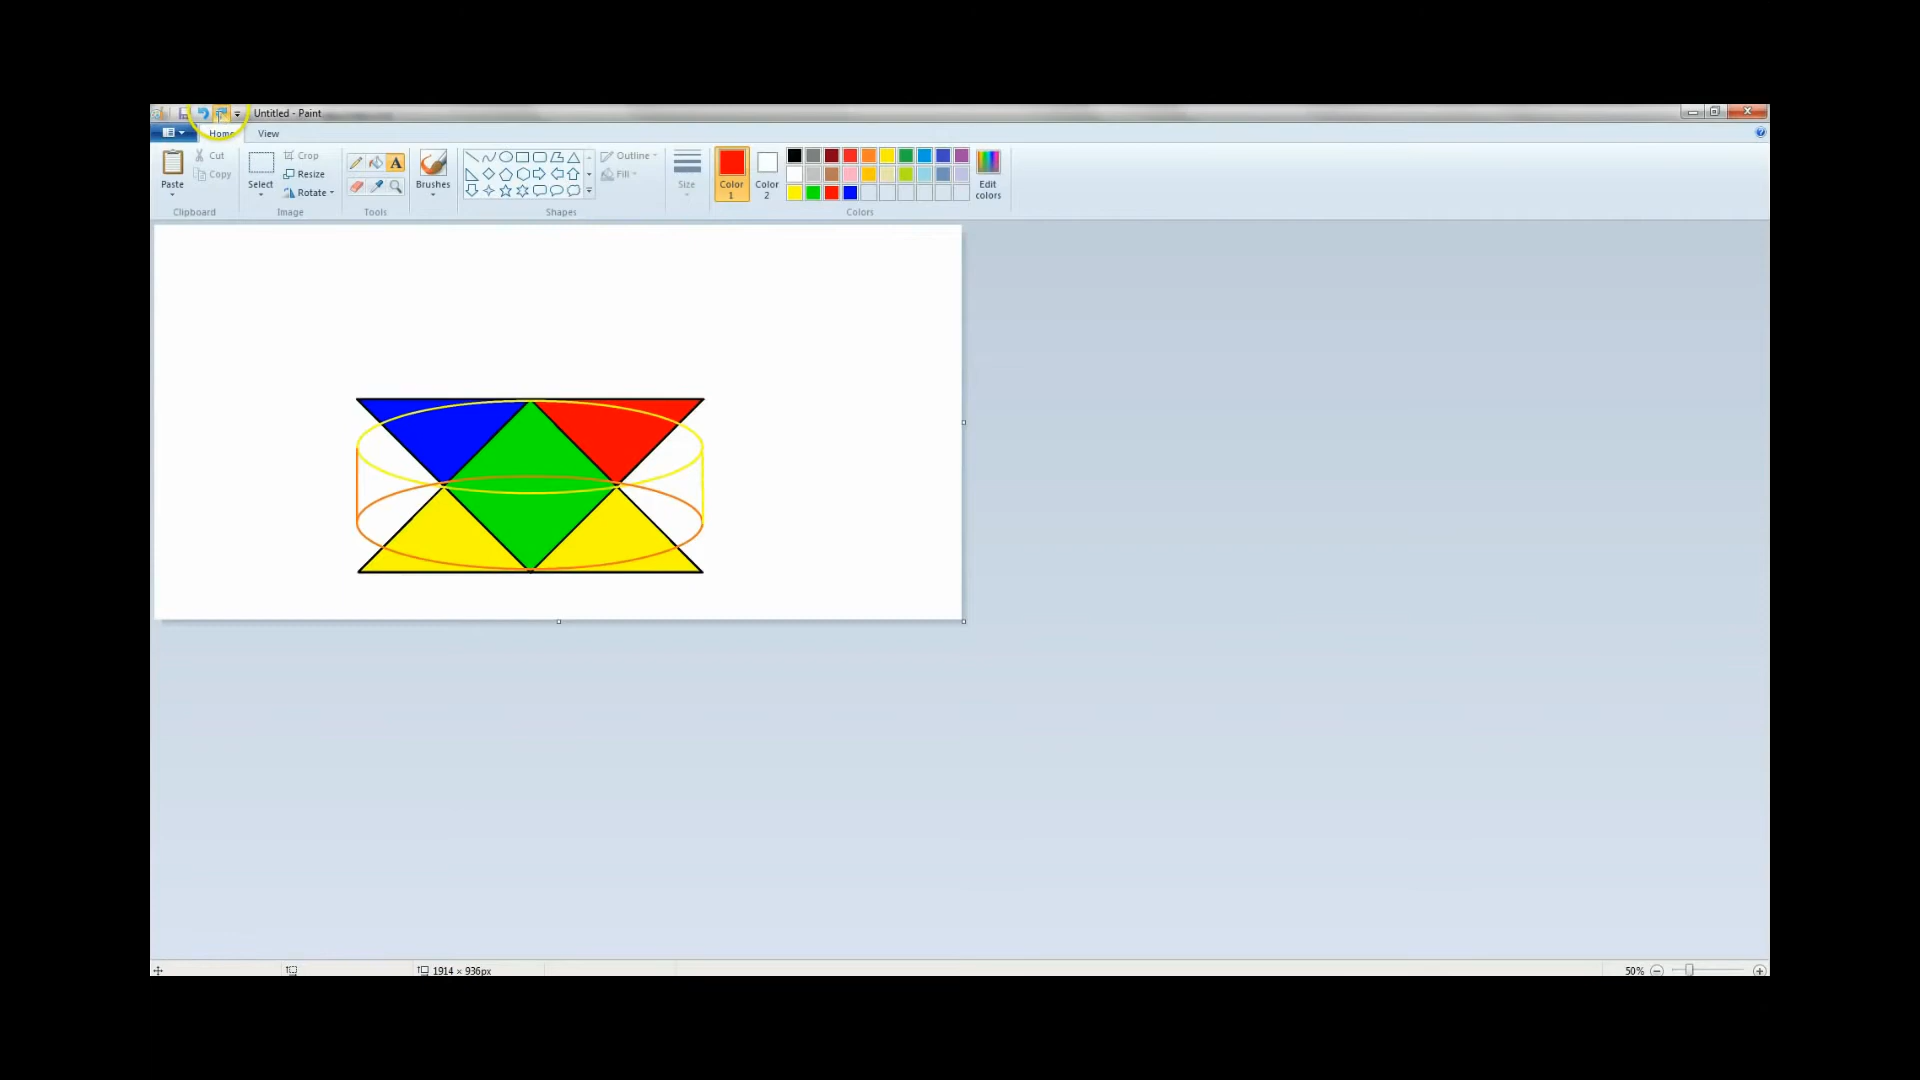 Untitled - Paint
Home View
Paste
Cut
Copy
Clipboard
Select
Crop
Resize
Rotate
Image
A
Tools
Brushes
Shapes
Outline
Fill
Size
Color 1
Color 2
Edit colors
Colors
1914 × 936px
50%